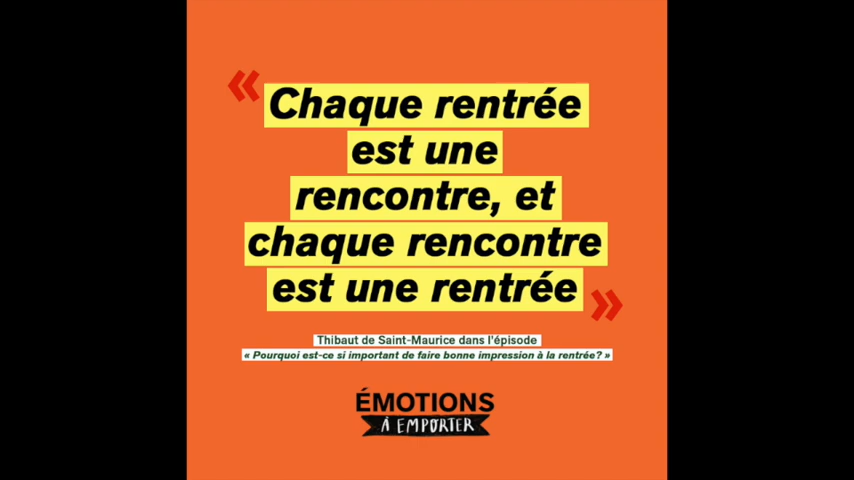 «
Chaque rentrée
est une
rencontre, et
chaque rencontre
est une rentrée
»
Thibaut de Saint-Maurice dans l'épisode
« Pourquoi est-ce si important de faire bonne impression à la rentrée? »
ÉMOTIONS
À EMPORTER